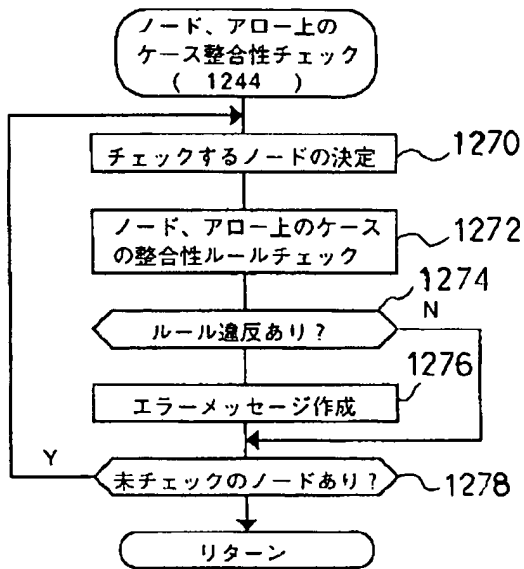 ノード、アロー上の
ケース整合性チェック
( 1244 )
チェックするノードの決定
1270
ノード、アロー上のケース
の整合性ルールチェック
1272
1274
ルール違反あり?
N
1276
エラーメッセージ作成
Y
未チェックのノードあり?
1278
リターン